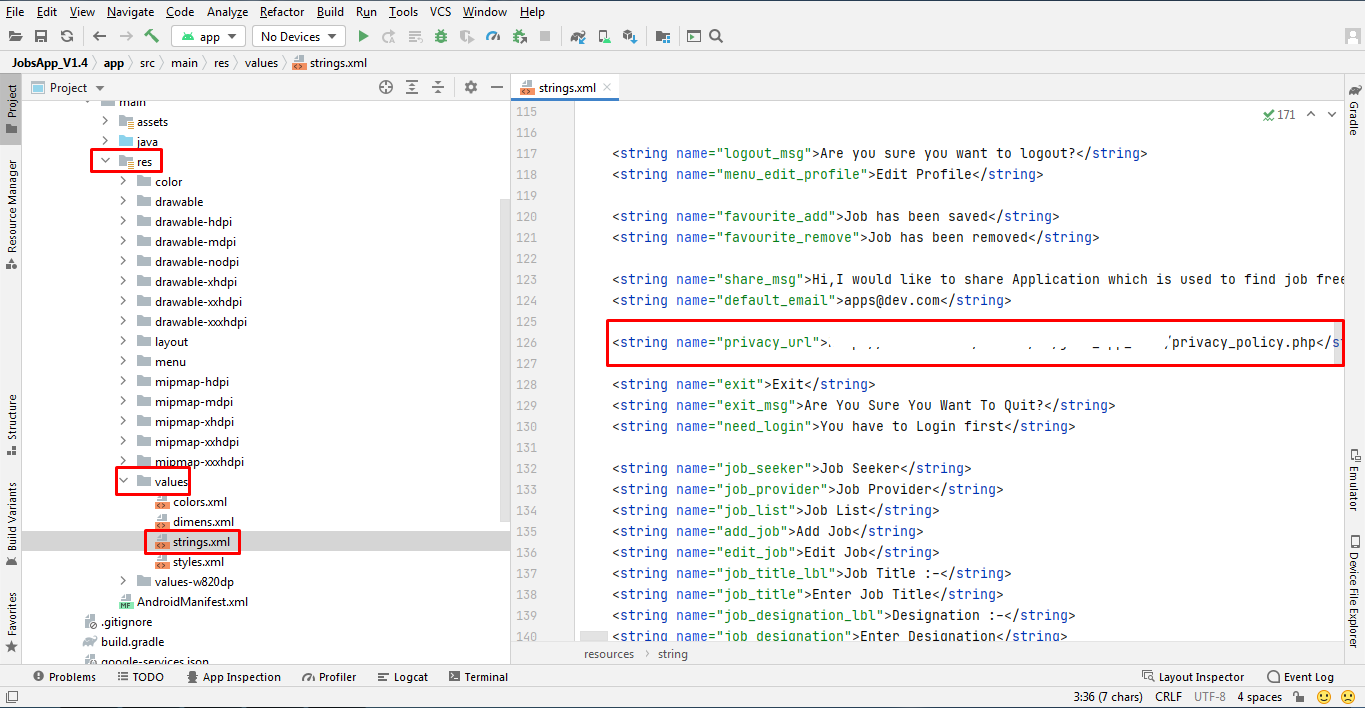 File Edit View Navigate Code Analyze Refactor Build Run Tools VCS Window Help
app No Devices
JobsApp_V1.4 app src main res values strings.xml
Project
strings.xml
Project
Resource Manager
Structure
Build Variants
Favorites
main
assets
java
res
color
drawable
drawable-hdpi
drawable-mdpi
drawable-nodpi
drawable-xhdpi
drawable-xxhdpi
drawable-xxxhdpi
layout
menu
mipmap-hdpi
mipmap-mdpi
mipmap-xhdpi
mipmap-xxhdpi
mipmap-xxxhdpi
values
colors.xml
dimens.xml
strings.xml
styles.xml
values-w820dp
MF AndroidManifest.xml
.gitignore
build.gradle
google-services.json
171
115
116
117 <string name="logout_msg">Are you sure you want to logout?</string>
118 <string name="menu_edit_profile">Edit Profile</string>
119
120 <string name="favourite_add">Job has been saved</string>
121 <string name="favourite_remove">Job has been removed</string>
122
123 <string name="share_msg">Hi,I would like to share Application which is used to find job free
124 <string name="default_email">apps@dev.com</string>
125
126 <string name="privacy_url"> /privacy_policy.php</st
127
128 <string name="exit">Exit</string>
129 <string name="exit_msg">Are You Sure You Want To Quit?</string>
130 <string name="need_login">You have to Login first</string>
131
132 <string name="job_seeker">Job Seeker</string>
133 <string name="job_provider">Job Provider</string>
134 <string name="job_list">Job List</string>
135 <string name="add_job">Add Job</string>
136 <string name="edit_job">Edit Job</string>
137 <string name="job_title_lbl">Job Title :-</string>
138 <string name="job_title">Enter Job Title</string>
139 <string name="job_designation_lbl">Designation :-</string>
140 <string name="job_designation">Enter Designation</string>
resources string
Gradle
Emulator
Device File Explorer
Problems TODO App Inspection Profiler Logcat Terminal Layout Inspector Event Log
3:36 (7 chars) CRLF UTF-8 4 spaces